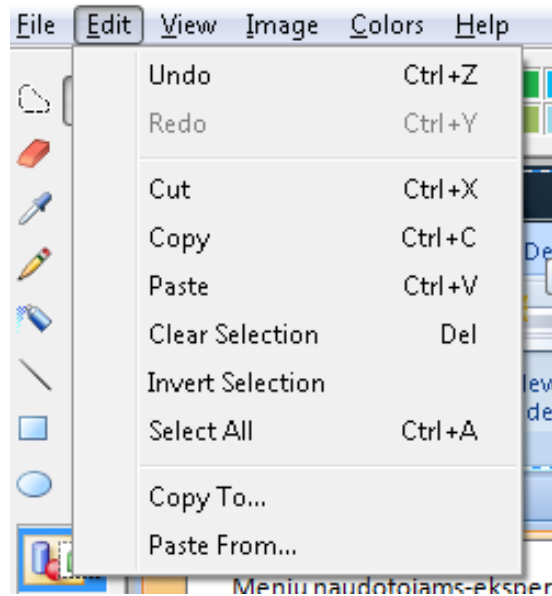 File Edit View Image Colors Help
Undo Ctrl+Z
Redo Ctrl+Y
Cut Ctrl+X
Copy Ctrl+C
Paste Ctrl+V
Clear Selection Del
Invert Selection
Select All Ctrl+A
Copy To...
Paste From...
Meniu naudotojams-eksper